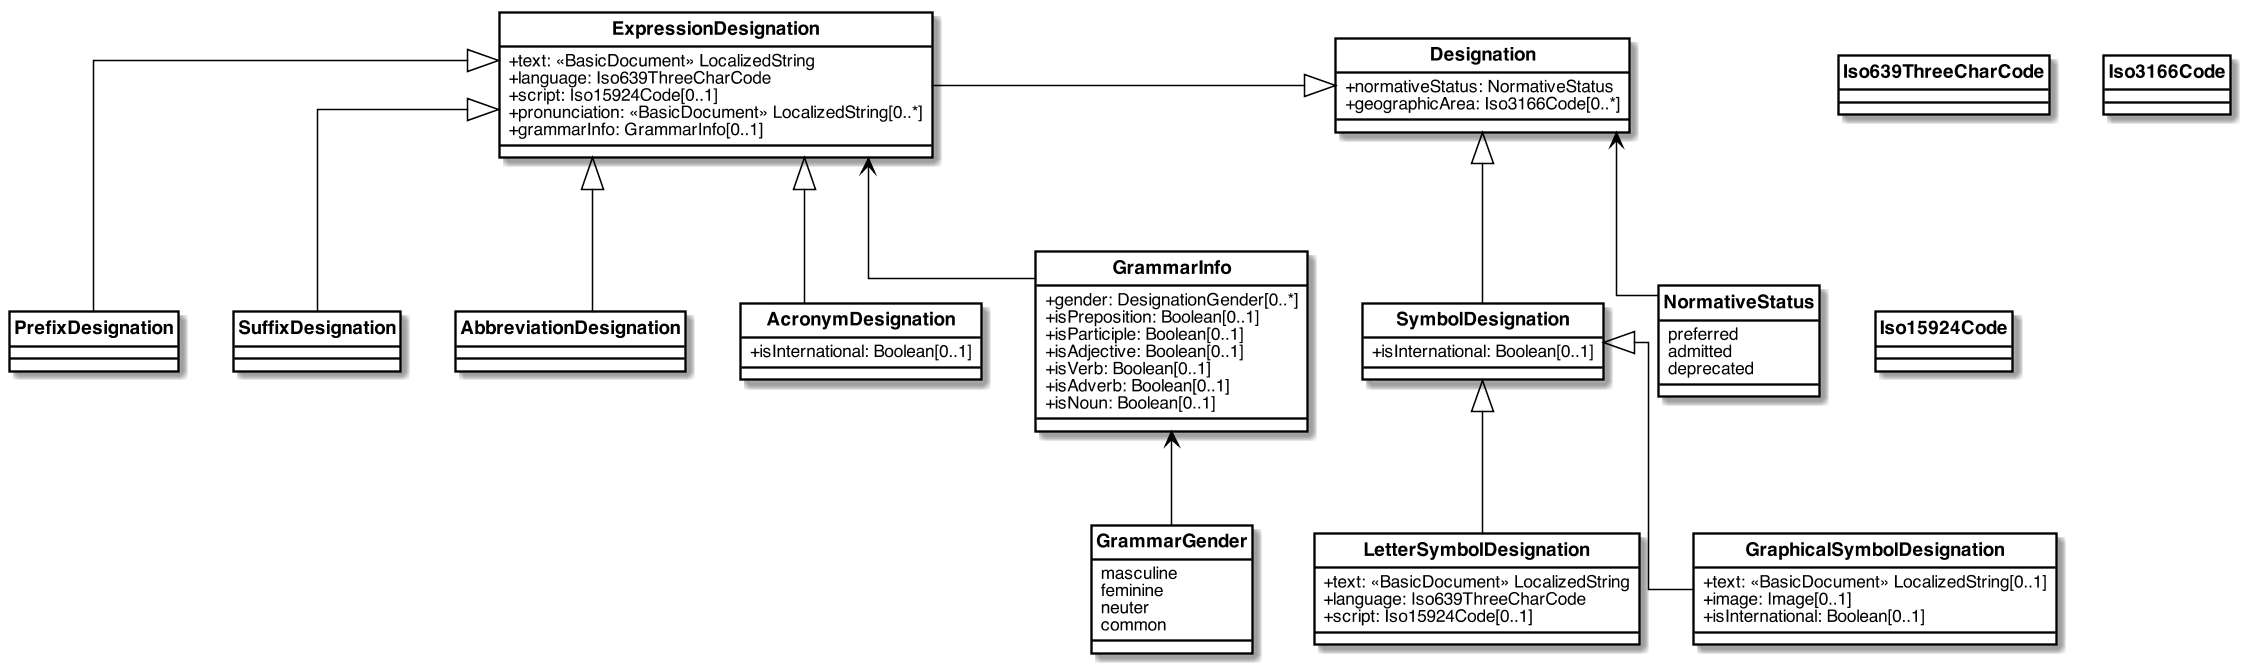 ExpressionDesignation
+text: «BasicDocument» LocalizedString
+language: Iso639ThreeCharCode
+script: Iso15924Code[0..1]
+pronunciation: «BasicDocument» LocalizedString[0..*]
+grammarInfo: GrammarInfo[0..1]
Designation
+normativeStatus: NormativeStatus
+geographicArea: Iso3166Code[0..*]
Iso639ThreeCharCode
Iso3166Code
PrefixDesignation
SuffixDesignation
AbbreviationDesignation
AcronymDesignation
+isInternational: Boolean[0..1]
GrammarInfo
+gender: DesignationGender[0..*]
+isPreposition: Boolean[0..1]
+isParticiple: Boolean[0..1]
+isAdjective: Boolean[0..1]
+isVerb: Boolean[0..1]
+isAdverb: Boolean[0..1]
+isNoun: Boolean[0..1]
SymbolDesignation
+isInternational: Boolean[0..1]
NormativeStatus
preferred
admitted
deprecated
Iso15924Code
GrammarGender
masculine
feminine
neuter
common
LetterSymbolDesignation
+text: «BasicDocument» LocalizedString
+language: Iso639ThreeCharCode
+script: Iso15924Code[0..1]
GraphicalSymbolDesignation
+text: «BasicDocument» LocalizedString[0..1]
+image: Image[0..1]
+isInternational: Boolean[0..1]